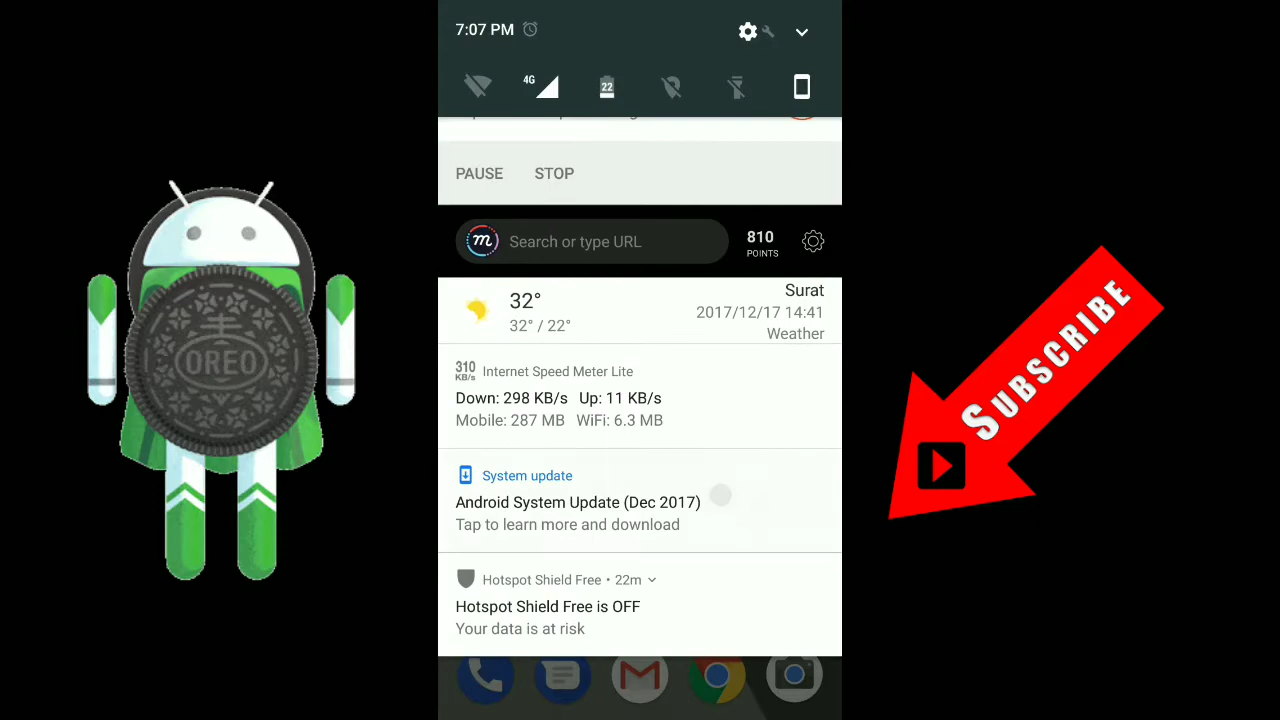 7:07 PM
4G
22
PAUSE STOP
m Search or type URL
810
POINTS
32°
32° / 22°
Surat
2017/12/17 14:41
Weather
310
KB/s
Internet Speed Meter Lite
Down: 298 KB/s Up: 11 KB/s
Mobile: 287 MB WiFi: 6.3 MB
System update
Android System Update (Dec 2017)
Tap to learn more and download
Hotspot Shield Free • 22m
Hotspot Shield Free is OFF
Your data is at risk
OREO
SUBSCRIBE